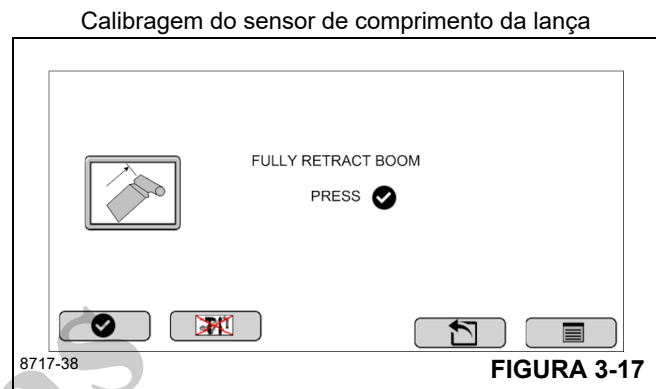 Calibragem do sensor de comprimento da lança
FULLY RETRACT BOOM
PRESS
8717-38
FIGURA 3-17